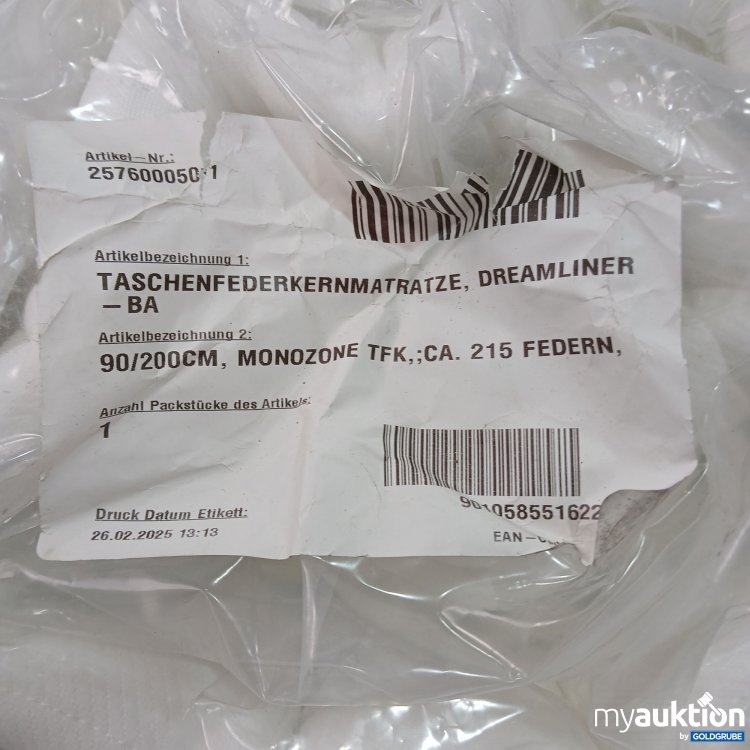 Artikel-Nr.:
Artikelbezeichnung 1:
TASCHENFEDERKERNMATRATZE, DREAMLINER
-BA
Artikelbezeichnung 2:
90/200CM, MONOZONE TFK,;CA. 215 FEDERN,
Anzahl Packstücke des Artikels:
1
Druck Datum Etikett:
26.02.2025 13:13
myauktion
by GOLDGRUBE